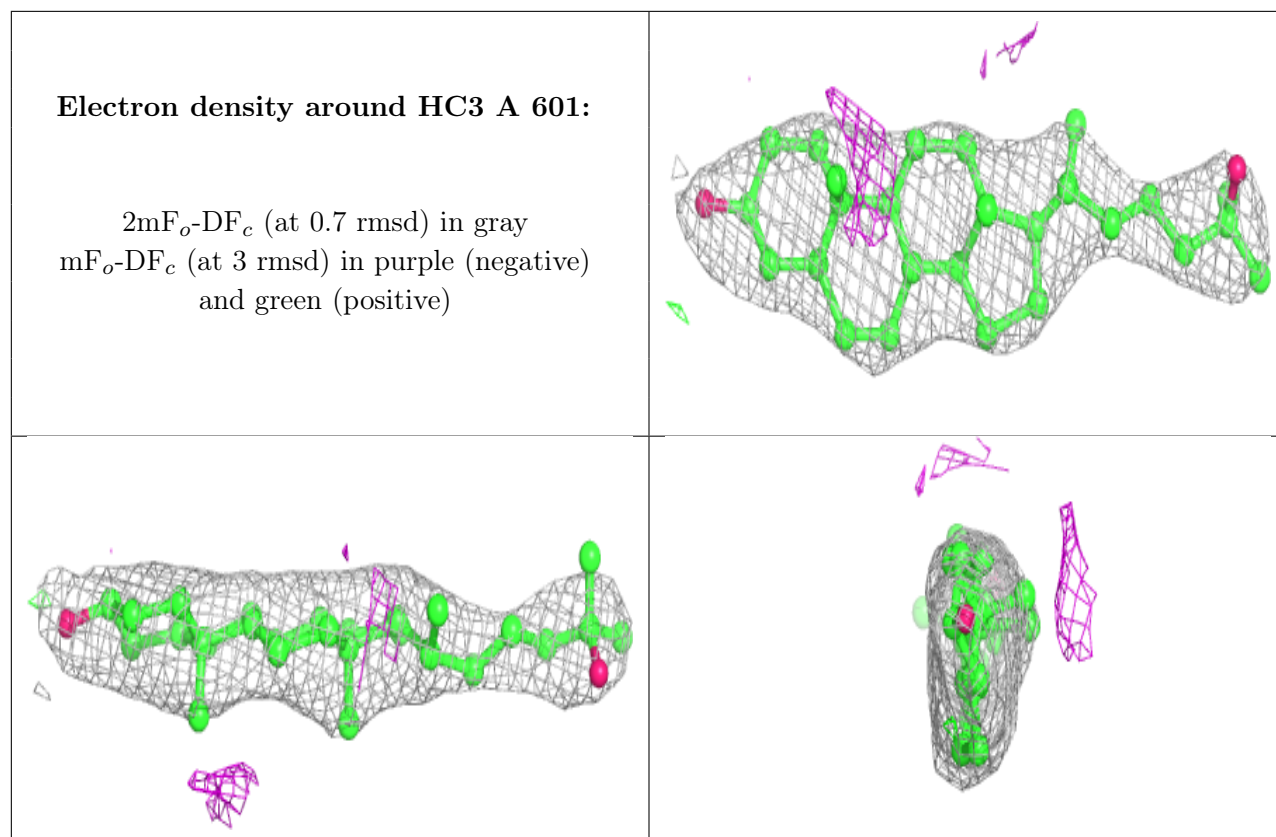 Electron density around HC3 A 601:
2mFo-DFc (at 0.7 rmsd) in gray
mFo-DFc (at 3 rmsd) in purple (negative)
and green (positive)